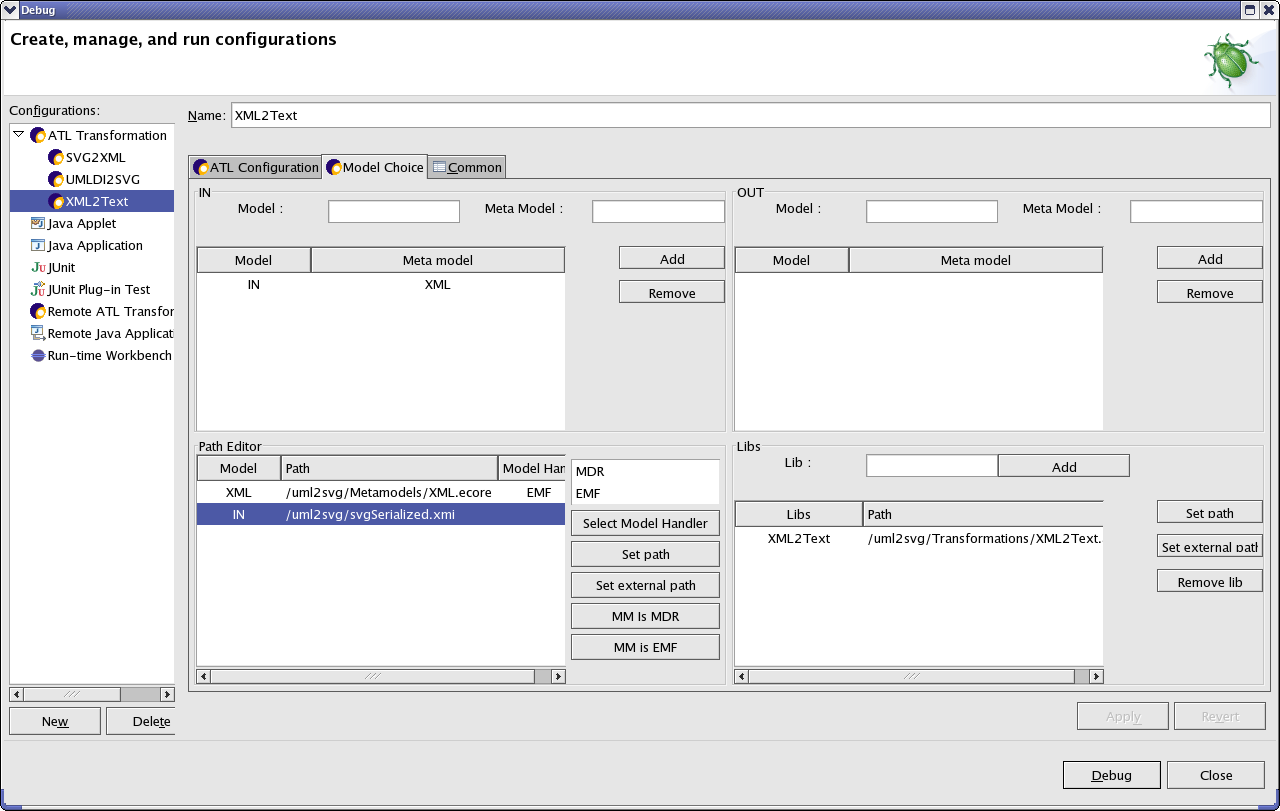 Debug
Create, manage, and run configurations
Configurations:
ATL Transformation
SVG2XML
UMLDI2SVG
XML2Text
Java Applet
Java Application
JUnit
JUnit Plug-in Test
Remote ATL Transfor
Remote Java Applicati
Run-time Workbench
New Delete
Name: XML2Text
ATL Configuration Model Choice Common
IN
Model : Meta Model :
Model Meta model
IN XML
Add
Remove
OUT
Model : Meta Model :
Model Meta model
Add
Remove
Path Editor
Model Path Model Han
XML /uml2svg/Metamodels/XML.ecore EMF
IN /uml2svg/svgSerialized.xmi
MDR
EMF
Select Model Handler
Set path
Set external path
MM Is MDR
MM is EMF
Libs
Lib : Add
Libs Path
XML2Text /uml2svg/Transformations/XML2Text.
Set path
Set external path
Remove lib
Apply Revert
Debug Close